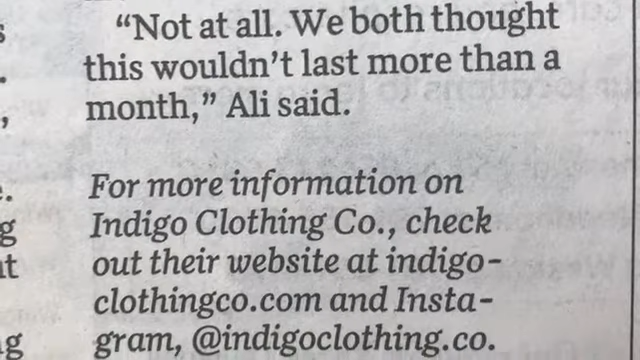 “Not at all. We both thought
this wouldn’t last more than a
month,” Ali said.
For more information on
Indigo Clothing Co., check
out their website at indigo-
clothingco.com and Insta-
gram, @indigoclothing.co.